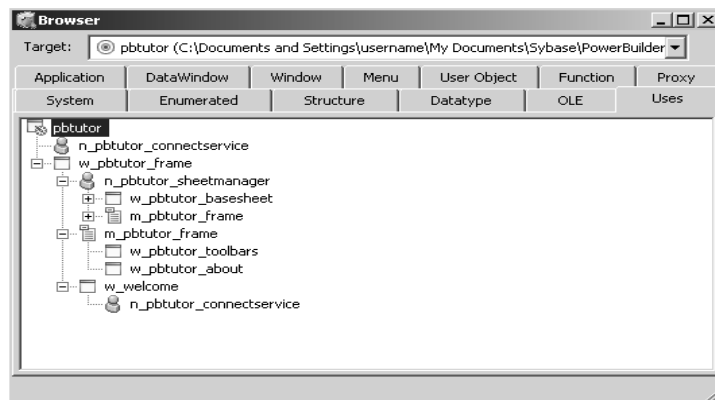 Browser
Target: pbtutor (C:\Documents and Settings\username\My Documents\Sybase\PowerBuilder
Application DataWindow Window Menu User Object Function Proxy
System Enumerated Structure Datatype OLE Uses
pbtutor
n_pbtutor_connectservice
w_pbtutor_frame
n_pbtutor_sheetmanager
w_pbtutor_basesheet
m_pbtutor_frame
m_pbtutor_frame
w_pbtutor_toolbars
w_pbtutor_about
w_welcome
n_pbtutor_connectservice